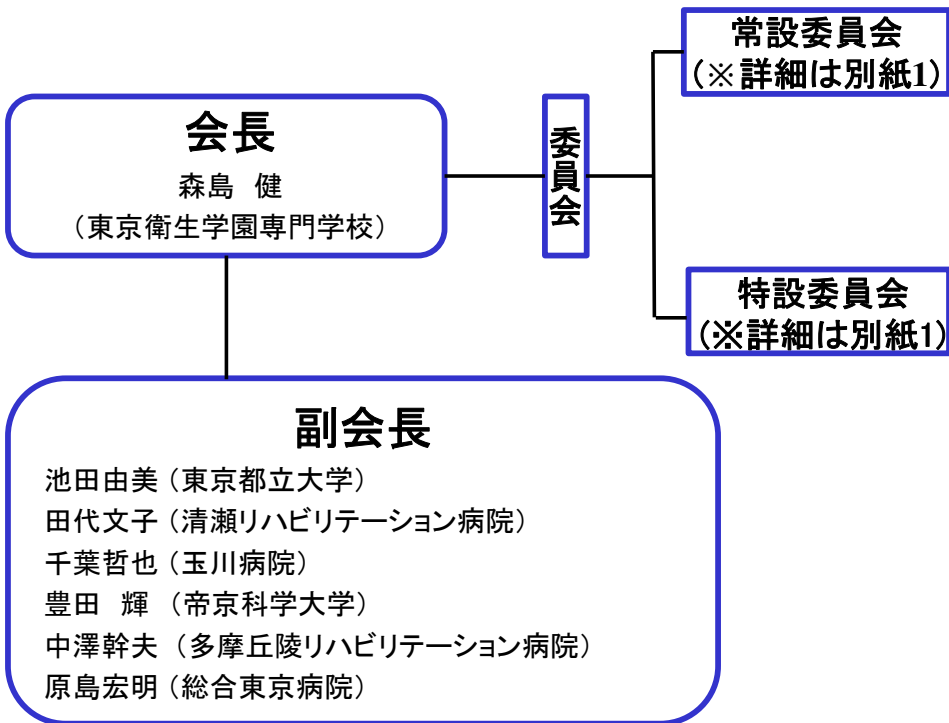 常設委員会
(※詳細は別紙1)
会長
森島 健
(東京衛生学園専門学校)
委員会
特設委員会
(※詳細は別紙1)
副会長
池田由美(東京都立大学)
田代文子(清瀬リハビリテーション病院)
千葉哲也(玉川病院)
豊田 輝 (帝京科学大学)
中澤幹夫 (多摩丘陵リハビリテーション病院)
原島宏明(総合東京病院)